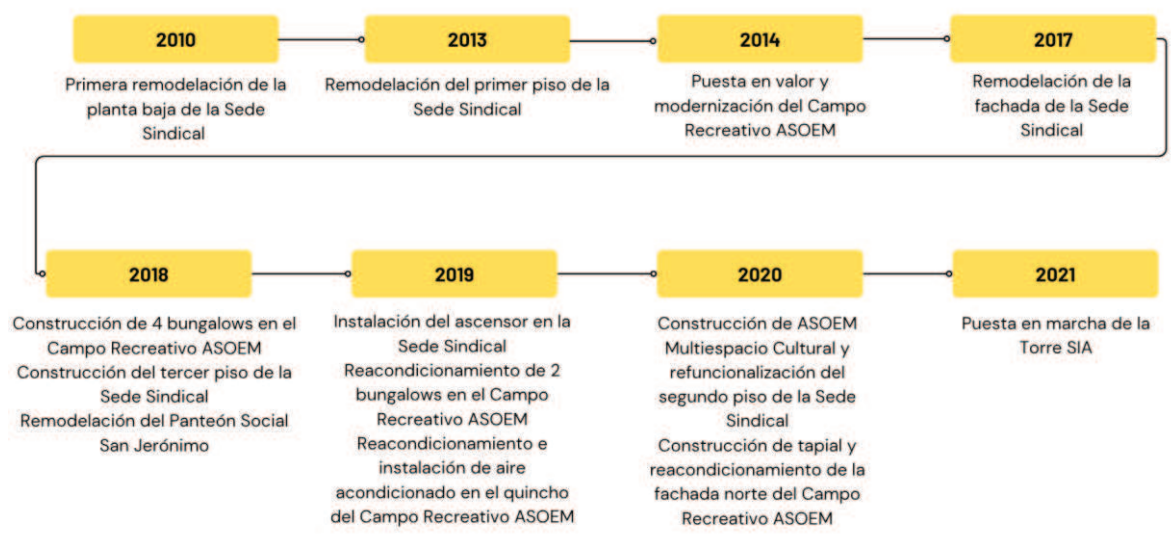 2010
Primera remodelación de la
planta baja de la Sede
Sindical
2013
Remodelación del primer piso de la
Sede Sindical
2014
Puesta en valor y
modernización del Campo
Recreativo ASOEM
2017
Remodelación de la
fachada de la Sede
Sindical
2018
Construcción de 4 bungalows en el
Campo Recreativo ASOEM
Construcción del tercer piso de la
Sede Sindical
Remodelación del Panteón Social
San Jerónimo
2019
Instalación del ascensor en la
Sede Sindical
Reacondicionamiento de 2
bungalows en el Campo
Recreativo ASOEM
Reacondicionamiento e
instalación de aire
acondicionado en el quincho
del Campo Recreativo ASOEM
2020
Construcción de ASOEM
Multiespacio Cultural y
refuncionalización del
segundo piso de la Sede
Sindical
Construcción de tapial y
reacondicionamiento de la
fachada norte del Campo
Recreativo ASOEM
2021
Puesta en marcha de la
Torre SIA